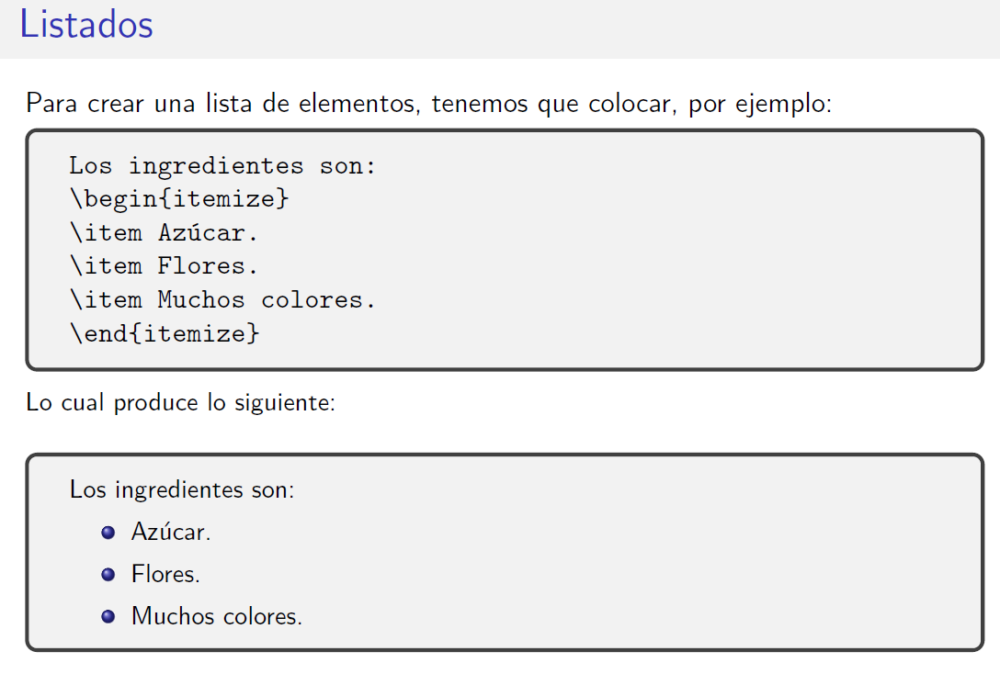 Listados
Para crear una lista de elementos, tenemos que colocar, por ejemplo:
Los ingredientes son:
\begin{itemize}
\item Azúcar.
\item Flores.
\item Muchos colores.
\end{itemize}
Lo cual produce lo siguiente:
Los ingredientes son:
Azúcar.
Flores.
Muchos colores.